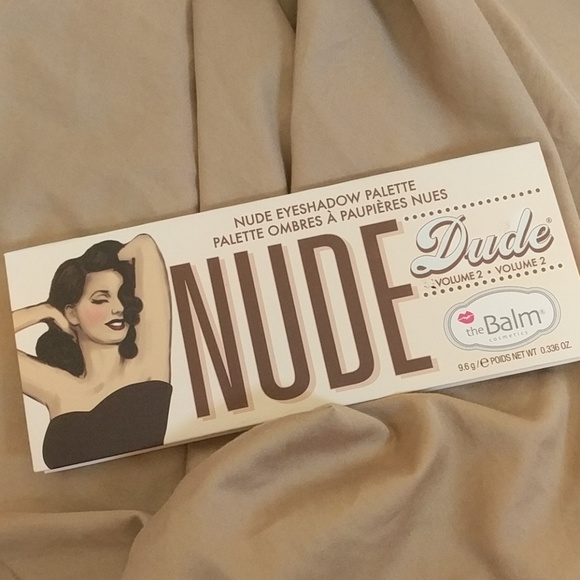 NUDE EYESHADOW PALETTE
PALETTE OMBRES À PAUPIÈRES NUES
NUDE
Dude®
VOLUME 2 • VOLUME 2
theBalm®
cosmetics
9.6 g / ℮ POIDS NET WT 0.336 OZ.